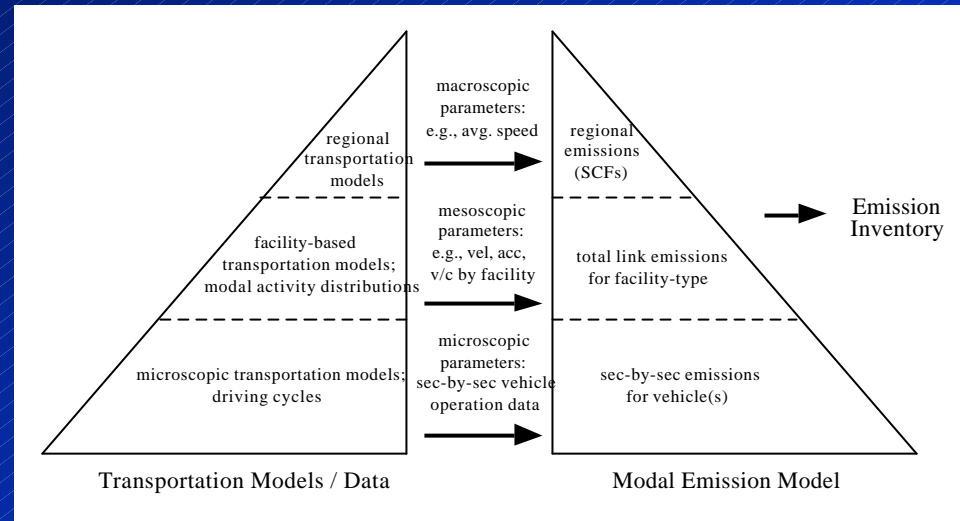 regional
transportation
models
macroscopic
parameters:
e.g., avg. speed
regional
emissions
(SCFs)
facility-based
transportation models;
modal activity distributions
mesoscopic
parameters:
e.g., vel, acc,
v/c by facility
total link emissions
for facility-type
Emission
Inventory
microscopic transportation models;
driving cycles
microscopic
parameters:
sec-by-sec vehicle
operation data
sec-by-sec emissions
for vehicle(s)
Transportation Models / Data
Modal Emission Model